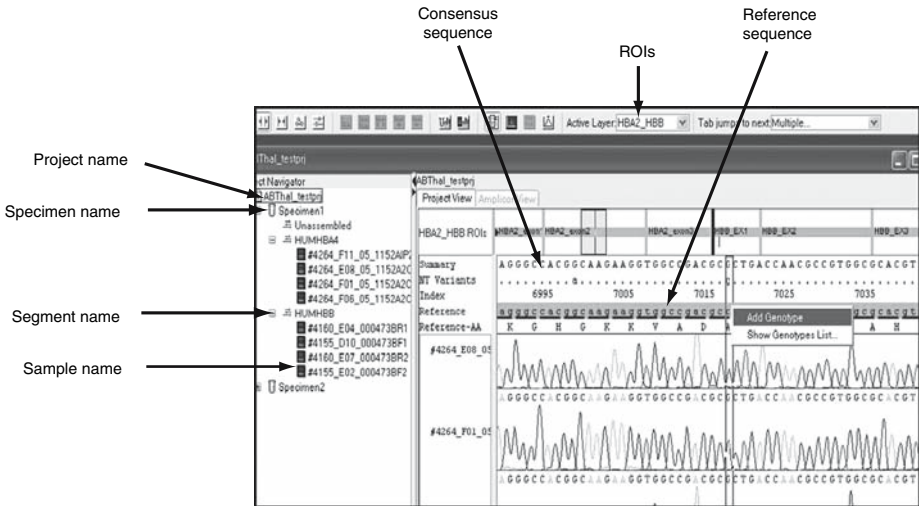 Consensus sequence
Reference sequence
ROIs
Active Layer: HBA2_HBB
Tab jump to next: Multiple...
Project name
Specimen name
Segment name
Sample name
ABThal_testprj
Specimen1
Unassembled
HUMHBA4
#4264_F11_05_1152AIP2
#4264_E08_05_1152A2C
#4264_F01_05_1152A2C
#4264_F06_05_1152A2C
HUMHBB
#4160_E04_000473BR1
#4155_D10_000473BF1
#4160_E07_000473BR2
#4155_E02_000473BF2
Specimen2
ABThal_testprj
Project View
HBA2_HBB ROIs
HBA2_exon2
HBA2_exon3
HBB_EX1
HBB_EX2
HBB_EX3
Summary
AGGGCCACGGCAAGAAGGTGGCCGACGCGCTGACCAACGCCGTGGCGCACGT
NT Variants
Index
6995 7005 7015 7025 7035
Reference
Reference-AA
K G H G K K V A D A
A H
Add Genotype
Show Genotypes List...
#4264_E08_05
AGGGCCACGGCAAGAAGGTGGCCGACGCGCTGACCAACGCCGTGGCGCACGT
#4264_F01_05
AGGGCCACGGCAAGAAGGTGGCCGACGCGCTGACCAACGCCGTGGCGCACGT